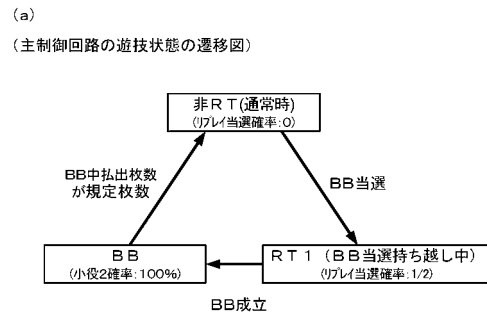 (a)
(主制御回路の遊技状態の遷移図)
非RT(通常時)
(リプレイ当選確率:0)
BB中払出枚数
が規定枚数
BB当選
BB
(小役2確率:100%)
RT1 (BB当選持ち越し中)
(リプレイ当選確率:1/2)
BB成立